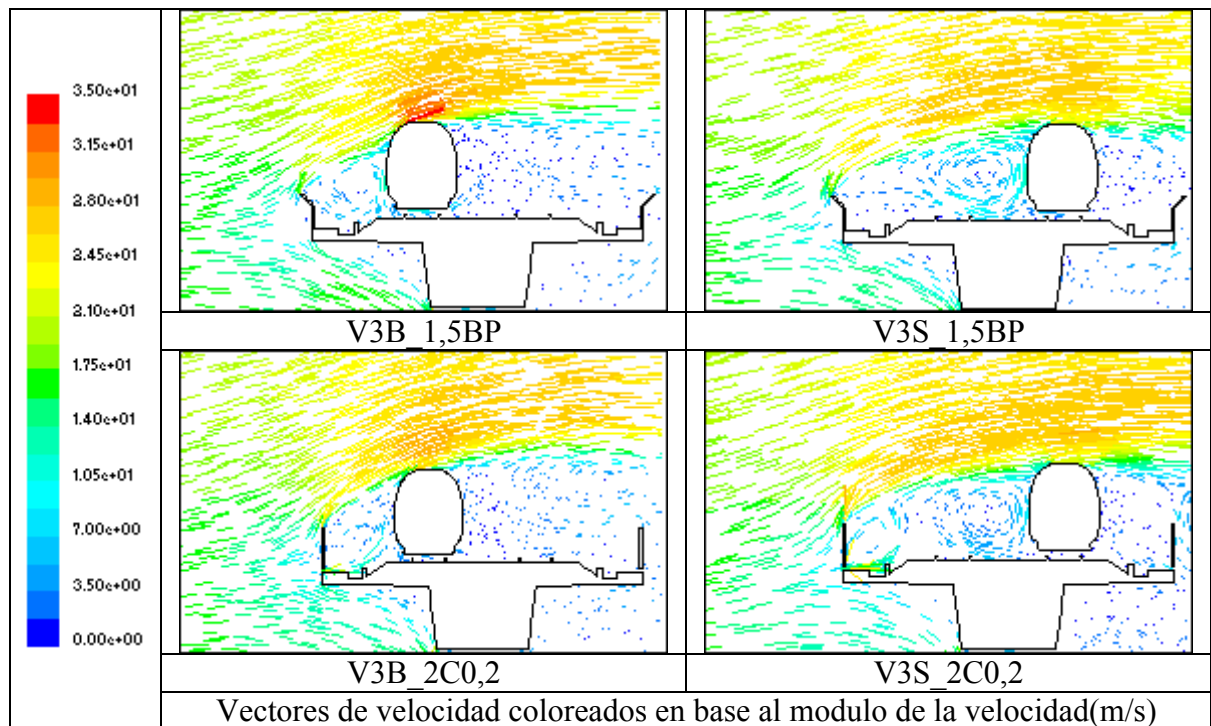 3.50e+01
3.15e+01
2.80e+01
2.45e+01
2.10e+01
1.75e+01
1.40e+01
1.05e+01
7.00e+00
3.50e+00
0.00e+00
V3B_1,5BP
V3S_1,5BP
V3B_2C0,2
V3S_2C0,2
Vectores de velocidad coloreados en base al modulo de la velocidad(m/s)